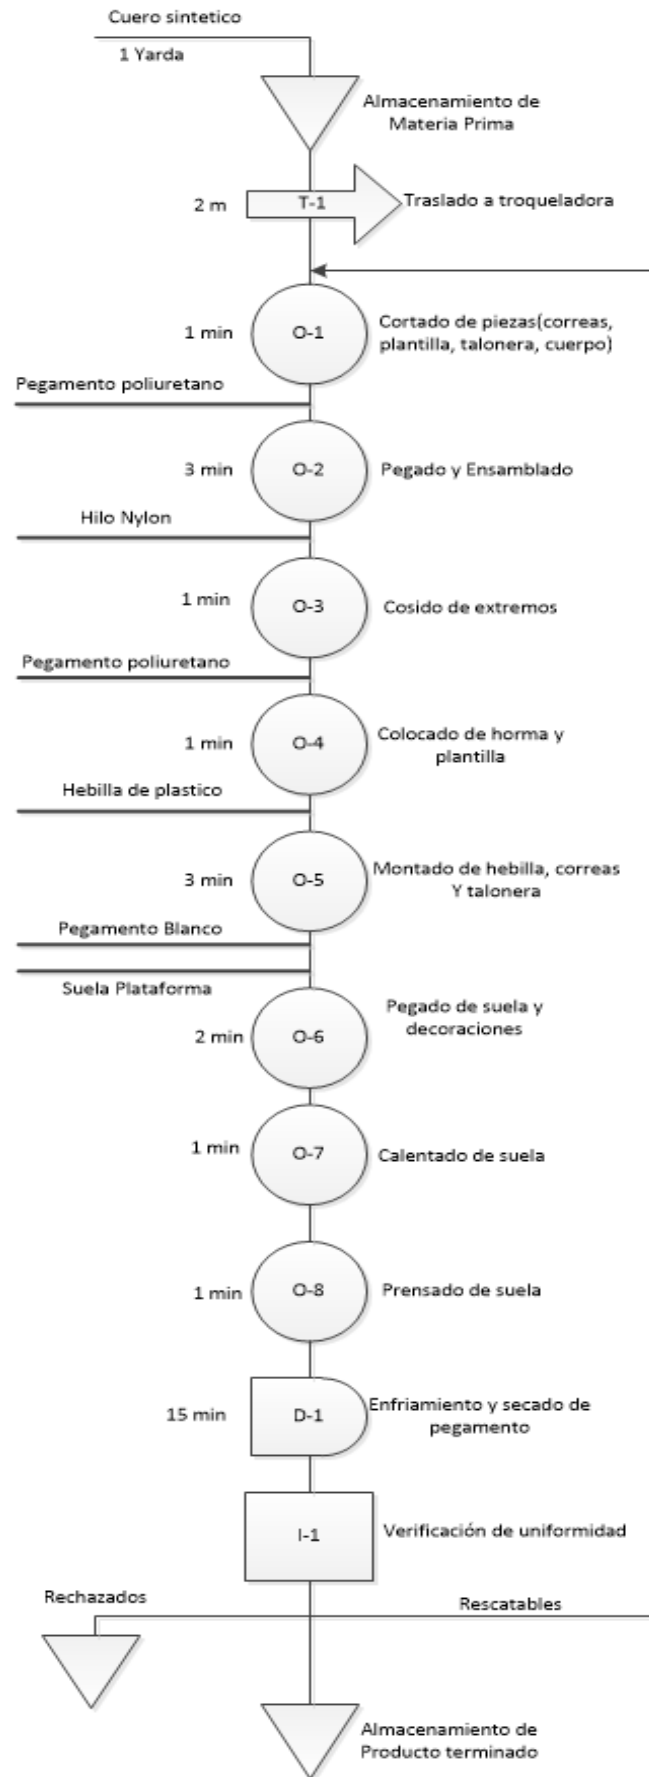 Cuero sintetico
1 Yarda
Almacenamiento de
Materia Prima
2 m
T-1
Traslado a troqueladora
1 min
O-1
Cortado de piezas(correas,
plantilla, talonera, cuerpo)
Pegamento poliuretano
3 min
O-2
Pegado y Ensamblado
Hilo Nylon
1 min
O-3
Cosido de extremos
Pegamento poliuretano
1 min
O-4
Colocado de horma y
plantilla
Hebilla de plastico
3 min
O-5
Montado de hebilla, correas
Y talonera
Pegamento Blanco
Suela Plataforma
2 min
O-6
Pegado de suela y
decoraciones
1 min
O-7
Calentado de suela
1 min
O-8
Prensado de suela
15 min
D-1
Enfriamiento y secado de
pegamento
I-1
Verificación de uniformidad
Rechazados
Rescatables
Almacenamiento de
Producto terminado